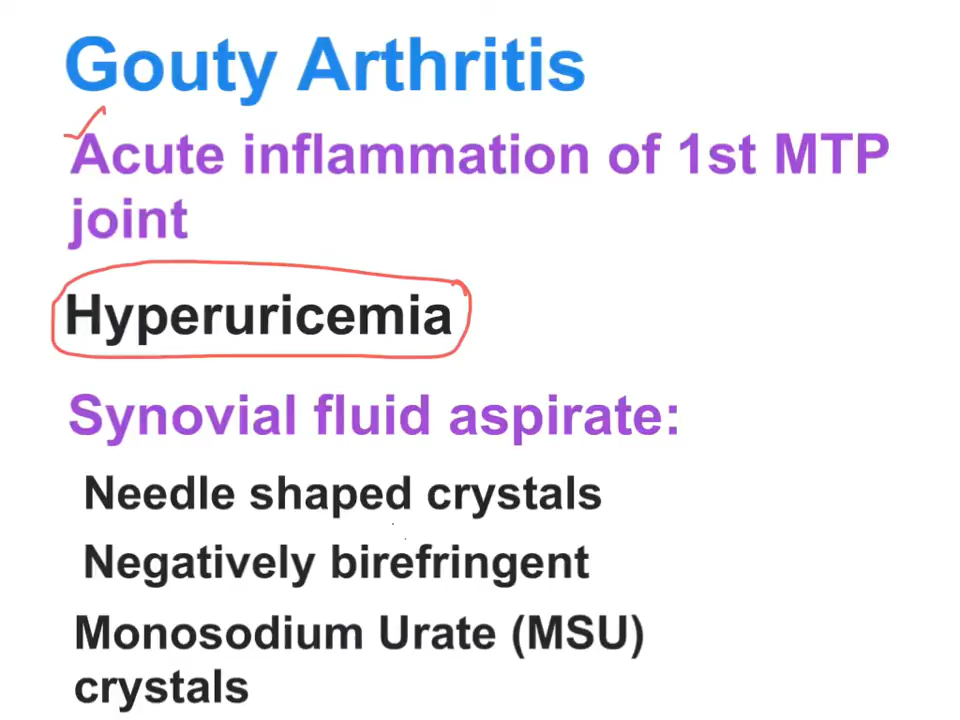 Gouty Arthritis
Acute inflammation of 1st MTP
joint
Hyperuricemia
Synovial fluid aspirate:
Needle shaped crystals
Negatively birefringent
Monosodium Urate (MSU)
crystals